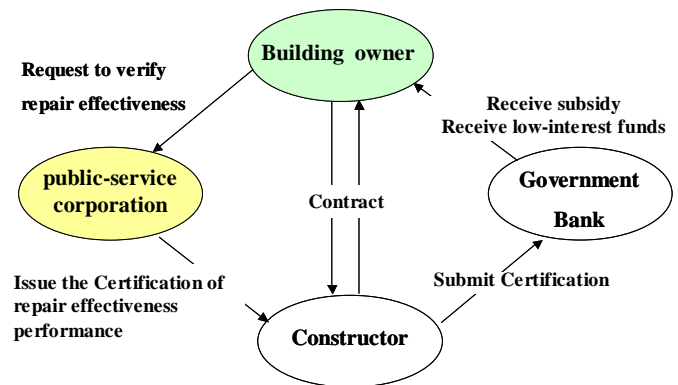 Building owner
Request to verify
repair effectiveness
Receive subsidy
Receive low-interest funds
public-service
corporation
Contract
Government
Bank
Issue the Certification of
repair effectiveness
performance
Submit Certification
Constructor